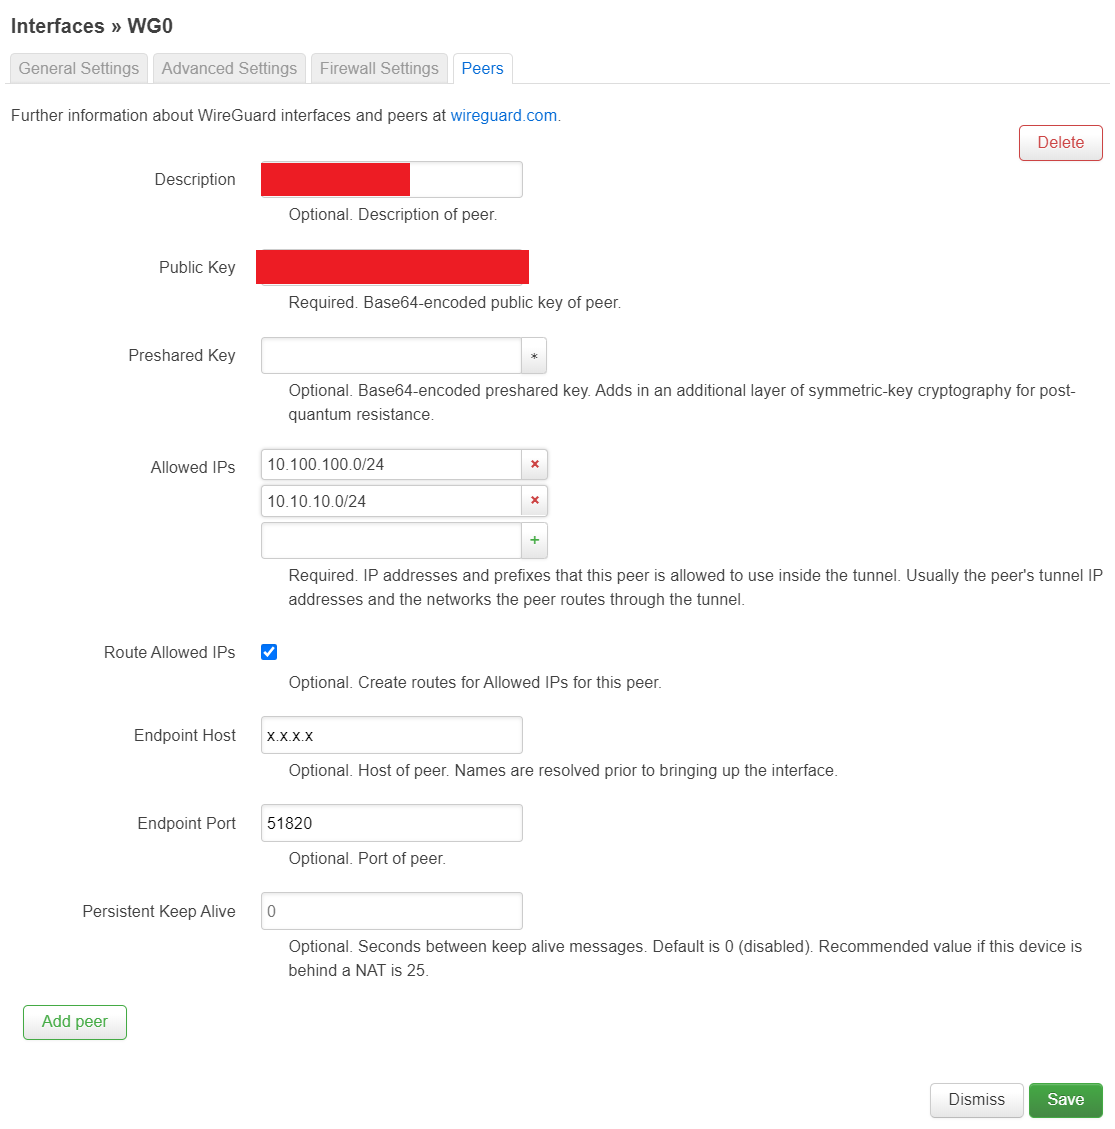 Interfaces » WG0
General Settings Advanced Settings Firewall Settings Peers
Further information about WireGuard interfaces and peers at wireguard.com.
Delete
Description
Optional. Description of peer.
Public Key
Required. Base64-encoded public key of peer.
Preshared Key *
Optional. Base64-encoded preshared key. Adds in an additional layer of symmetric-key cryptography for post-
quantum resistance.
Allowed IPs 10.100.100.0/24 ×
10.10.10.0/24 ×
+
Required. IP addresses and prefixes that this peer is allowed to use inside the tunnel. Usually the peer's tunnel IP
addresses and the networks the peer routes through the tunnel.
Route Allowed IPs
Optional. Create routes for Allowed IPs for this peer.
Endpoint Host x.x.x.x
Optional. Host of peer. Names are resolved prior to bringing up the interface.
Endpoint Port 51820
Optional. Port of peer.
Persistent Keep Alive 0
Optional. Seconds between keep alive messages. Default is 0 (disabled). Recommended value if this device is
behind a NAT is 25.
Add peer
Dismiss Save